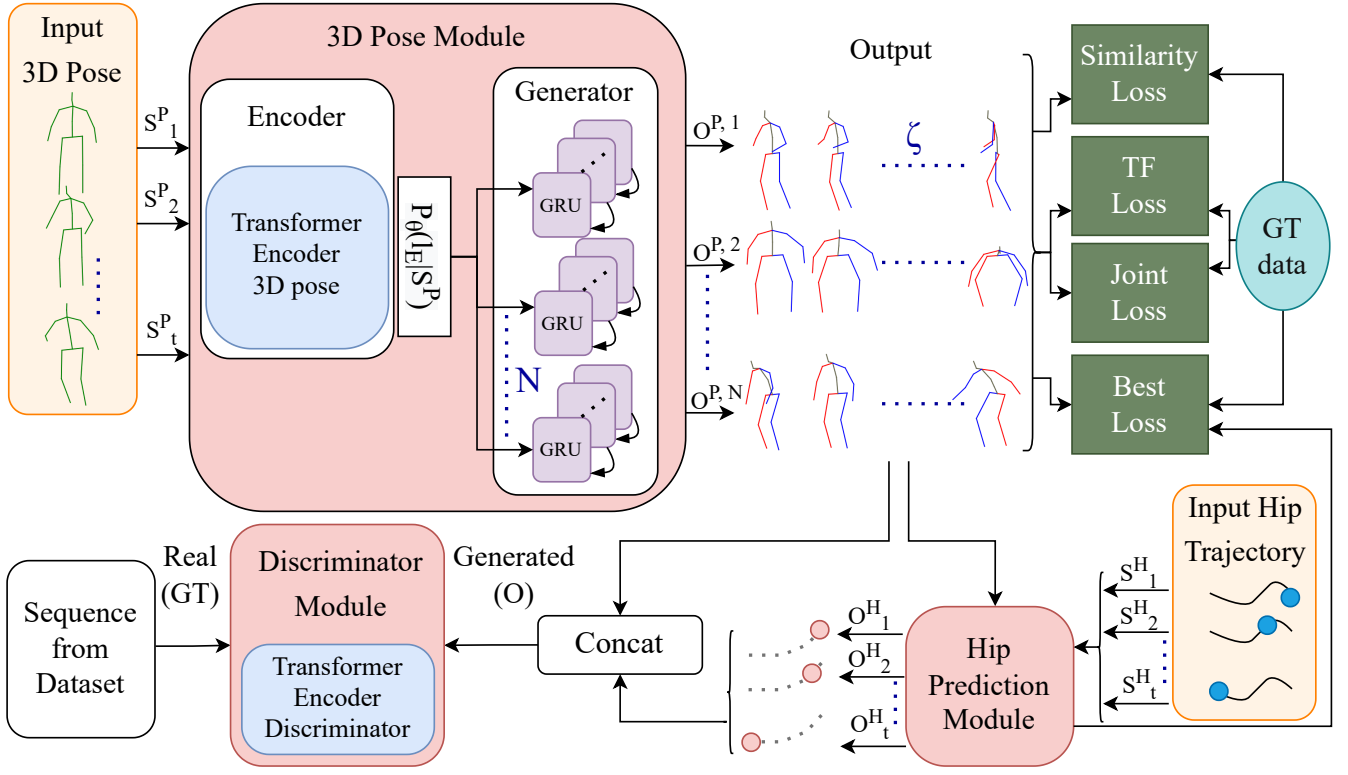 Input
3D Pose
S^P_1
S^P_2
S^P_t
3D Pose Module
Encoder
Transformer
Encoder
3D pose
P_θ(l_E|S^P)
Generator
GRU
GRU
N
GRU
O^{P, 1}
O^{P, 2}
O^{P, N}
Output
ζ
Similarity
Loss
TF
Loss
Joint
Loss
Best
Loss
GT
data
Sequence
from
Dataset
Real
(GT)
Discriminator
Module
Transformer
Encoder
Discriminator
Generated
(O)
Concat
O^H_1
O^H_2
O^H_t
Hip
Prediction
Module
S^H_1
S^H_2
S^H_t
Input Hip
Trajectory